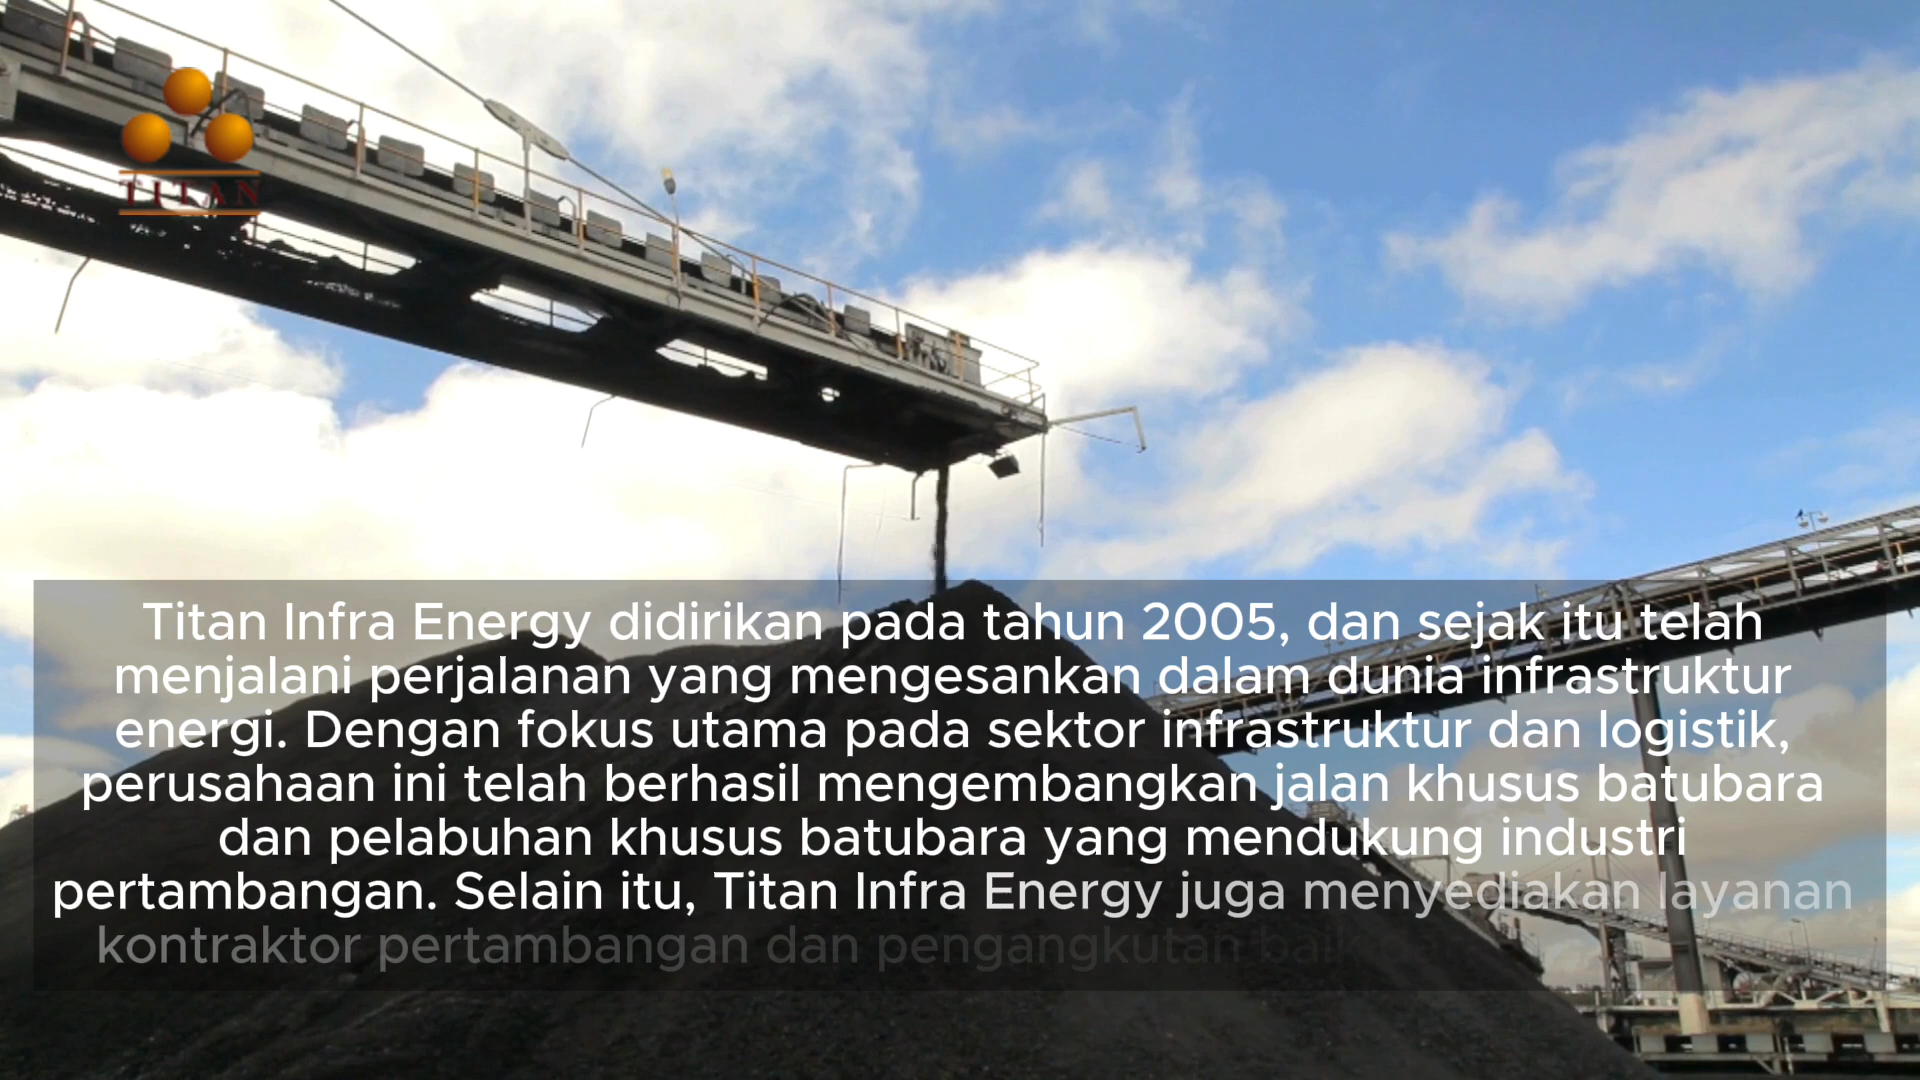 TITAN
Titan Infra Energy didirikan pada tahun 2005, dan sejak itu telah
menjalani perjalanan yang mengesankan dalam dunia infrastruktur
energi. Dengan fokus utama pada sektor infrastruktur dan logistik,
perusahaan ini telah berhasil mengembangkan jalan khusus batubara
dan pelabuhan khusus batubara yang mendukung industri
pertambangan. Selain itu, Titan Infra Energy juga menyediakan layanan
kontraktor pertambangan dan pengangkutan baik